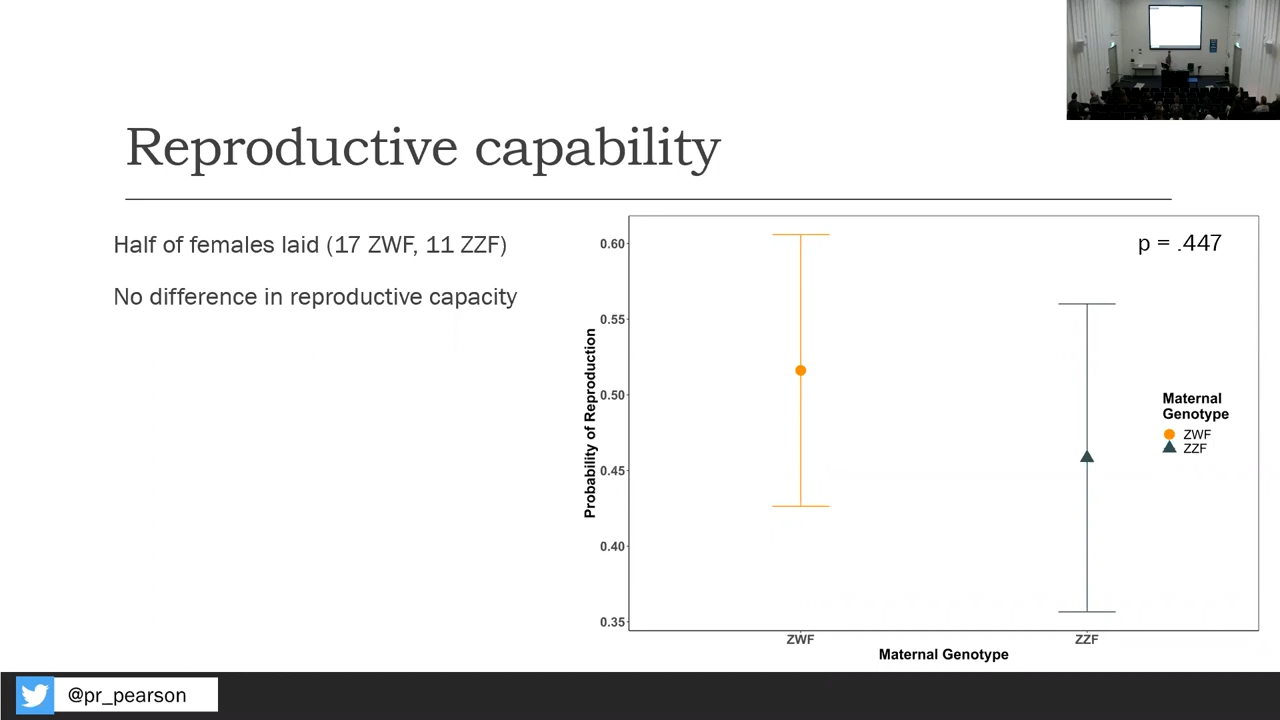 Reproductive capability
Half of females laid (17 ZWF, 11 ZZF)
No difference in reproductive capacity
p = .447
0.60
0.55
0.50
0.45
0.40
0.35
Probability of Reproduction
Maternal
Genotype
ZWF
ZZF
ZWF
ZZF
Maternal Genotype
@pr_pearson